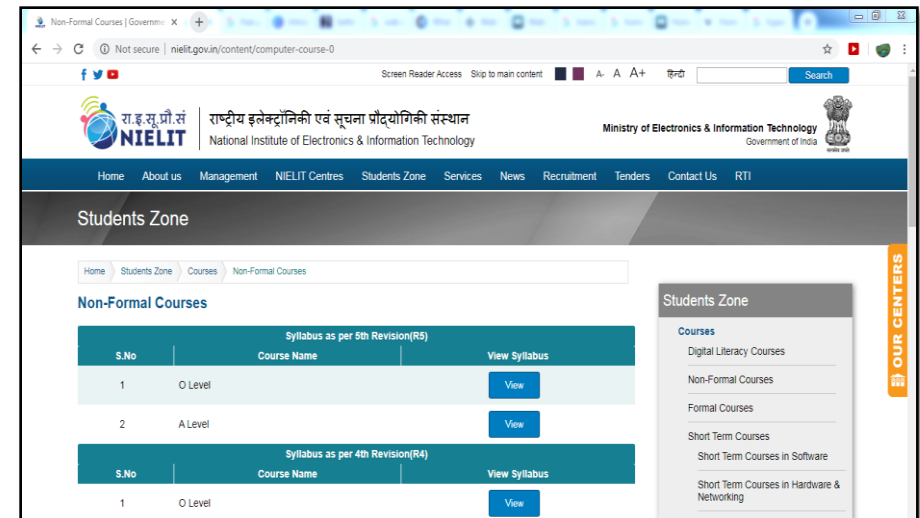 Non-Formal Courses | Governme
Not secure | nielit.gov.in/content/computer-course-0
Screen Reader Access Skip to main content A- A A+ हिन्दी Search
रा.इ.सू.प्रौ.सं
NIELIT
राष्ट्रीय इलेक्ट्रॉनिकी एवं सूचना प्रौद्योगिकी संस्थान
National Institute of Electronics & Information Technology
Ministry of Electronics & Information Technology
Government of India
Home About us Management NIELIT Centres Students Zone Services News Recruitment Tenders Contact Us RTI
Students Zone
Home Students Zone Courses Non-Formal Courses
Non-Formal Courses
Syllabus as per 5th Revision(R5)
S.No Course Name View Syllabus
1 O Level View
2 A Level View
Syllabus as per 4th Revision(R4)
S.No Course Name View Syllabus
1 O Level View
Students Zone
Courses
Digital Literacy Courses
Non-Formal Courses
Formal Courses
Short Term Courses
Short Term Courses in Software
Short Term Courses in Hardware &
Networking
OUR CENTERS